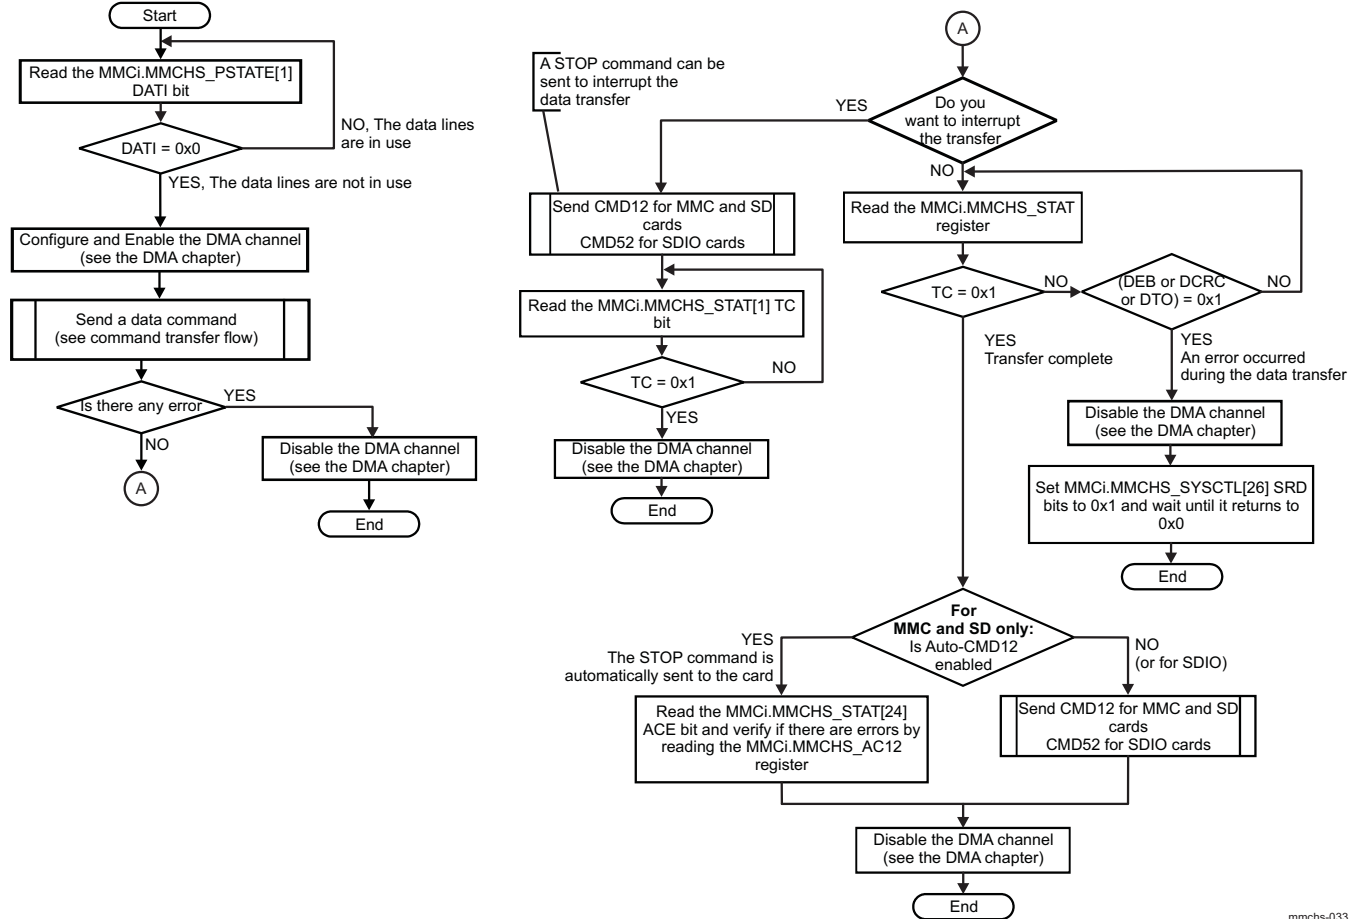 Start
Read the MMCi.MMCHS_PSTATE[1]
DATI bit
NO, The data lines
are in use
DATI = 0x0
YES, The data lines are not in use
Configure and Enable the DMA channel
(see the DMA chapter)
Send a data command
(see command transfer flow)
Is there any error
YES
NO
A
Disable the DMA channel
(see the DMA chapter)
End
A
A STOP command can be
sent to interrupt the
data transfer
YES
Do you
want to interrupt
the transfer
NO
Send CMD12 for MMC and SD
cards
CMD52 for SDIO cards
Read the MMCi.MMCHS_STAT[1] TC
bit
TC = 0x1
NO
YES
Disable the DMA channel
(see the DMA chapter)
End
Read the MMCi.MMCHS_STAT
register
TC = 0x1
NO
(DEB or DCRC
or DTO) = 0x1
NO
YES
Transfer complete
YES
An error occurred
during the data transfer
Disable the DMA channel
(see the DMA chapter)
Set MMCi.MMCHS_SYSCTL[26] SRD
bits to 0x1 and wait until it returns to
0x0
End
For
MMC and SD only:
Is Auto-CMD12
enabled
YES
The STOP command is
automatically sent to the card
NO
(or for SDIO)
Read the MMCi.MMCHS_STAT[24]
ACE bit and verify if there are errors by
reading the MMCi.MMCHS_AC12
register
Send CMD12 for MMC and SD
cards
CMD52 for SDIO cards
Disable the DMA channel
(see the DMA chapter)
End
mmchs-033